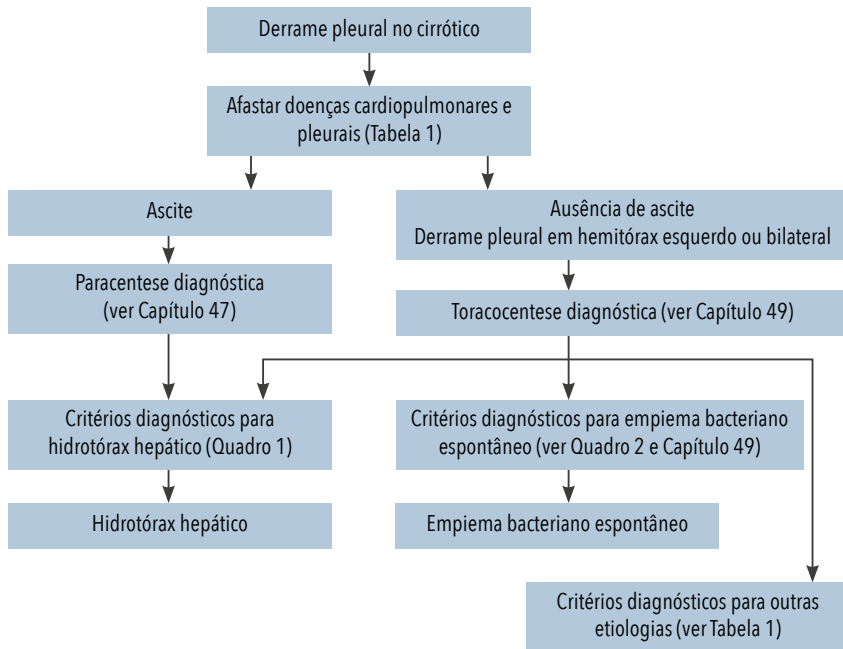 Derrame pleural no cirrótico
Afastar doenças cardiopulmonares e
pleurais (Tabela 1)
Ascite
Ausência de ascite
Derrame pleural em hemitórax esquerdo ou bilateral
Paracentese diagnóstica
(ver Capítulo 47)
Toracocentese diagnóstica (ver Capítulo 49)
Critérios diagnósticos para
hidrotórax hepático (Quadro 1)
Critérios diagnósticos para empiema bacteriano
espontâneo (ver Quadro 2 e Capítulo 49)
Hidrotórax hepático
Empiema bacteriano espontâneo
Critérios diagnósticos para outras
etiologias (ver Tabela 1)